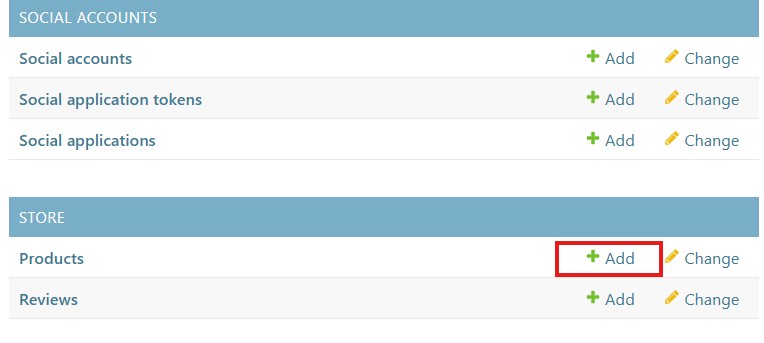 SOCIAL ACCOUNTS
Social accounts Add Change
Social application tokens Add Change
Social applications Add Change
STORE
Products Add Change
Reviews Add Change